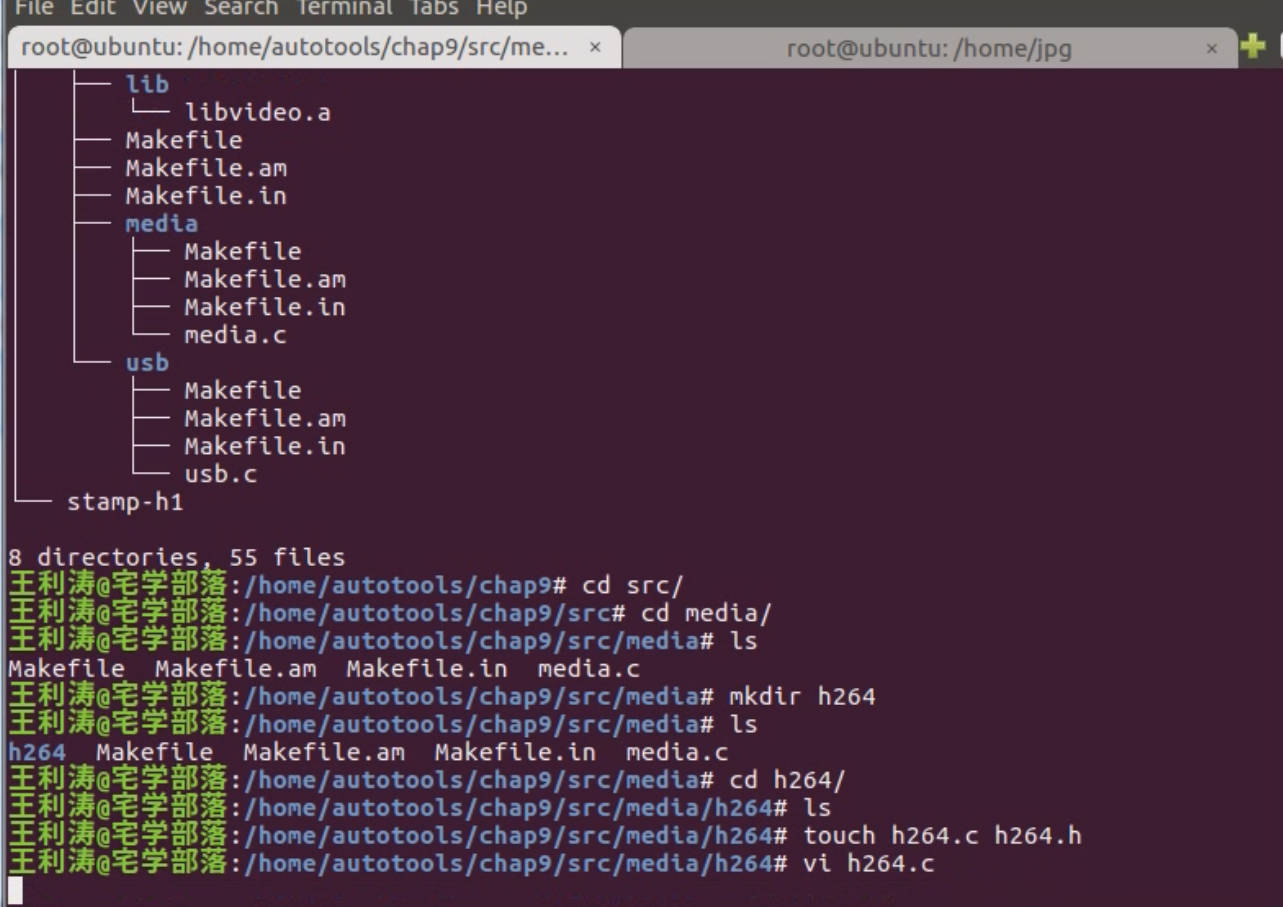 File Edit View Search Terminal Tabs Help
root@ubuntu: /home/autotools/chap9/src/me... × root@ubuntu: /home/jpg ×
├── lib
│   └── libvideo.a
├── Makefile
├── Makefile.am
├── Makefile.in
├── media
│   ├── Makefile
│   ├── Makefile.am
│   ├── Makefile.in
│   └── media.c
└── usb
    ├── Makefile
    ├── Makefile.am
    ├── Makefile.in
    └── usb.c
└── stamp-h1
8 directories, 55 files
王利涛@宅学部落:/home/autotools/chap9# cd src/
王利涛@宅学部落:/home/autotools/chap9/src# cd media/
王利涛@宅学部落:/home/autotools/chap9/src/media# ls
Makefile  Makefile.am  Makefile.in  media.c
王利涛@宅学部落:/home/autotools/chap9/src/media# mkdir h264
王利涛@宅学部落:/home/autotools/chap9/src/media# ls
h264  Makefile  Makefile.am  Makefile.in  media.c
王利涛@宅学部落:/home/autotools/chap9/src/media# cd h264/
王利涛@宅学部落:/home/autotools/chap9/src/media/h264# ls
王利涛@宅学部落:/home/autotools/chap9/src/media/h264# touch h264.c h264.h
王利涛@宅学部落:/home/autotools/chap9/src/media/h264# vi h264.c